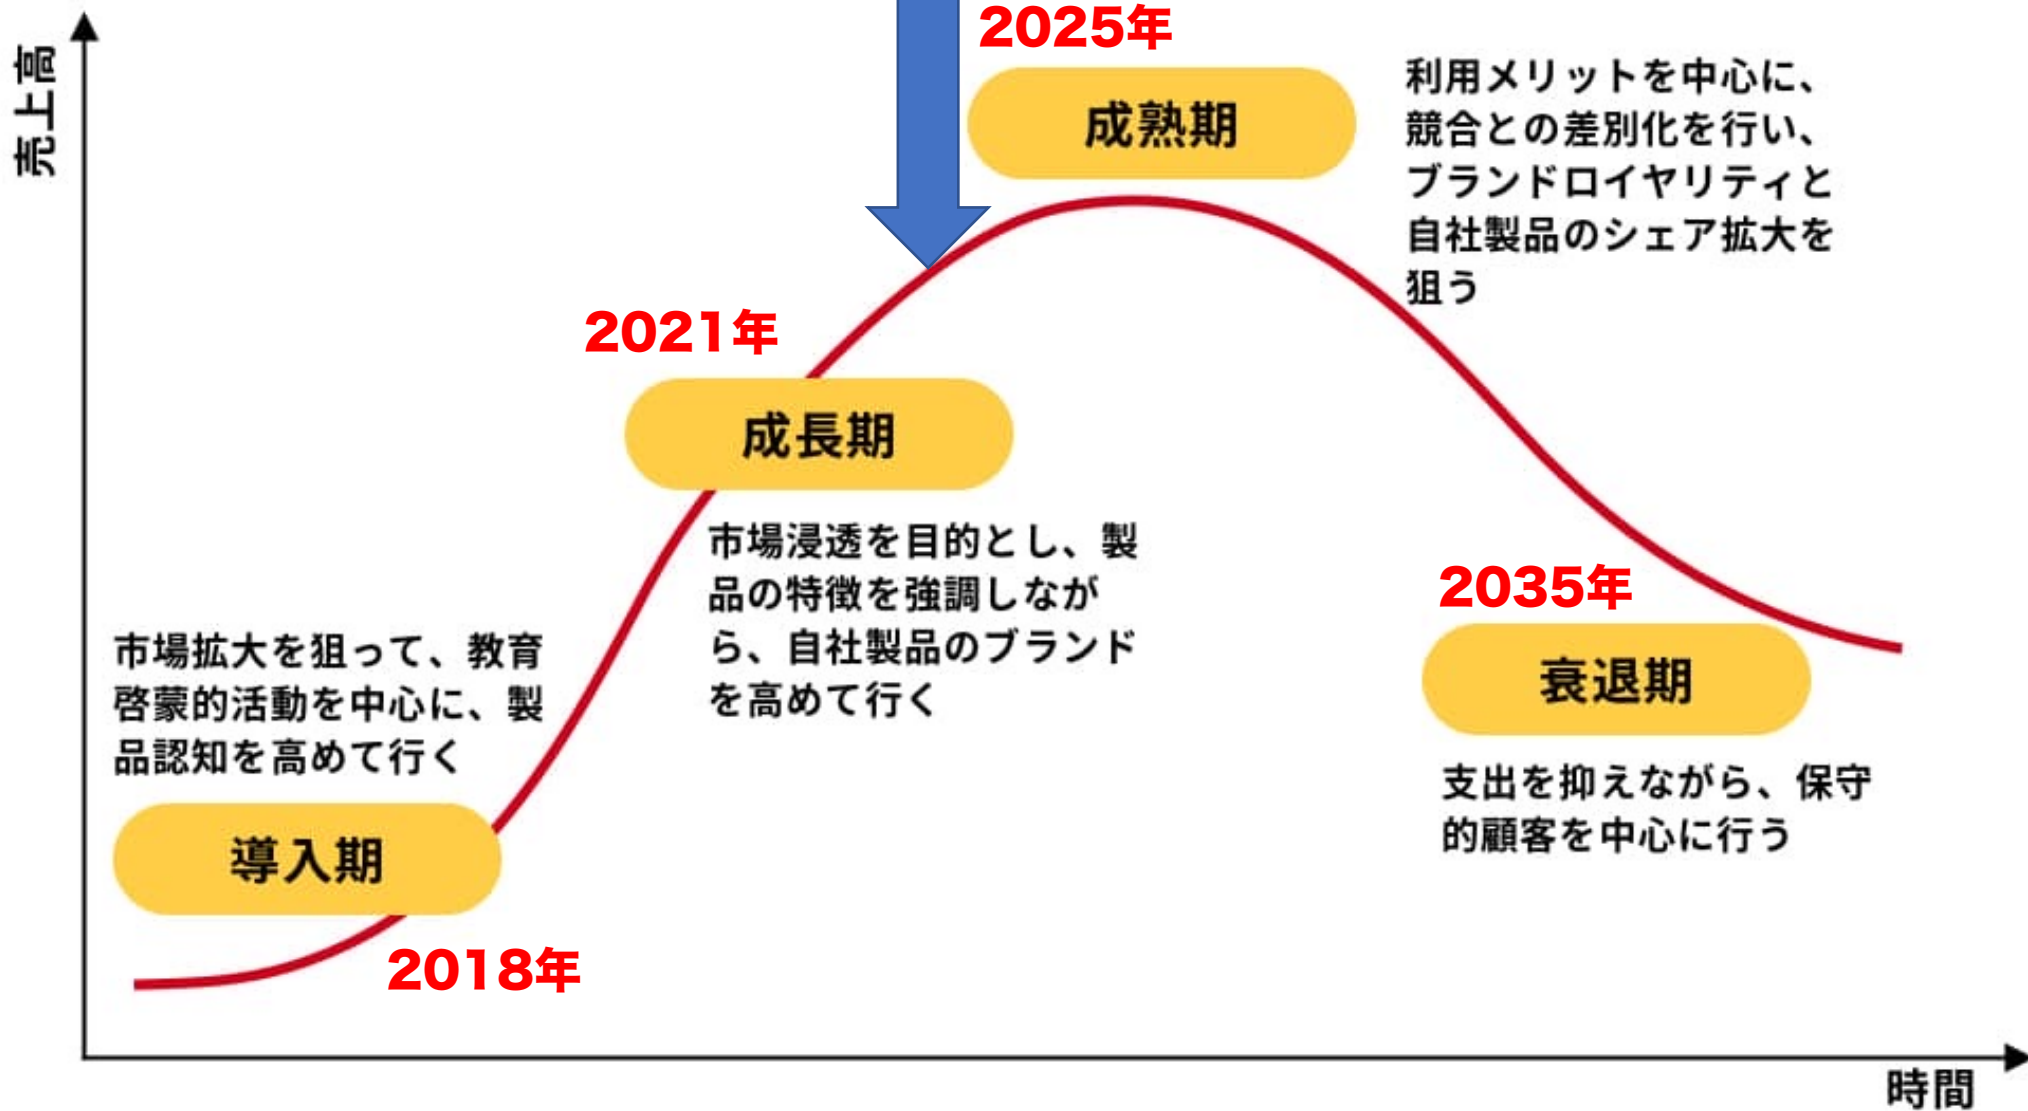 売上高
2025年
成熟期
利用メリットを中心に、
競合との差別化を行い、
ブランドロイヤリティと
自社製品のシェア拡大を
狙う
2021年
成長期
市場浸透を目的とし、製
品の特徴を強調しなが
ら、自社製品のブランド
を高めて行く
市場拡大を狙って、教育
啓蒙的活動を中心に、製
品認知を高めて行く
導入期
2018年
2035年
衰退期
支出を抑えながら、保守
的顧客を中心に行う
時間